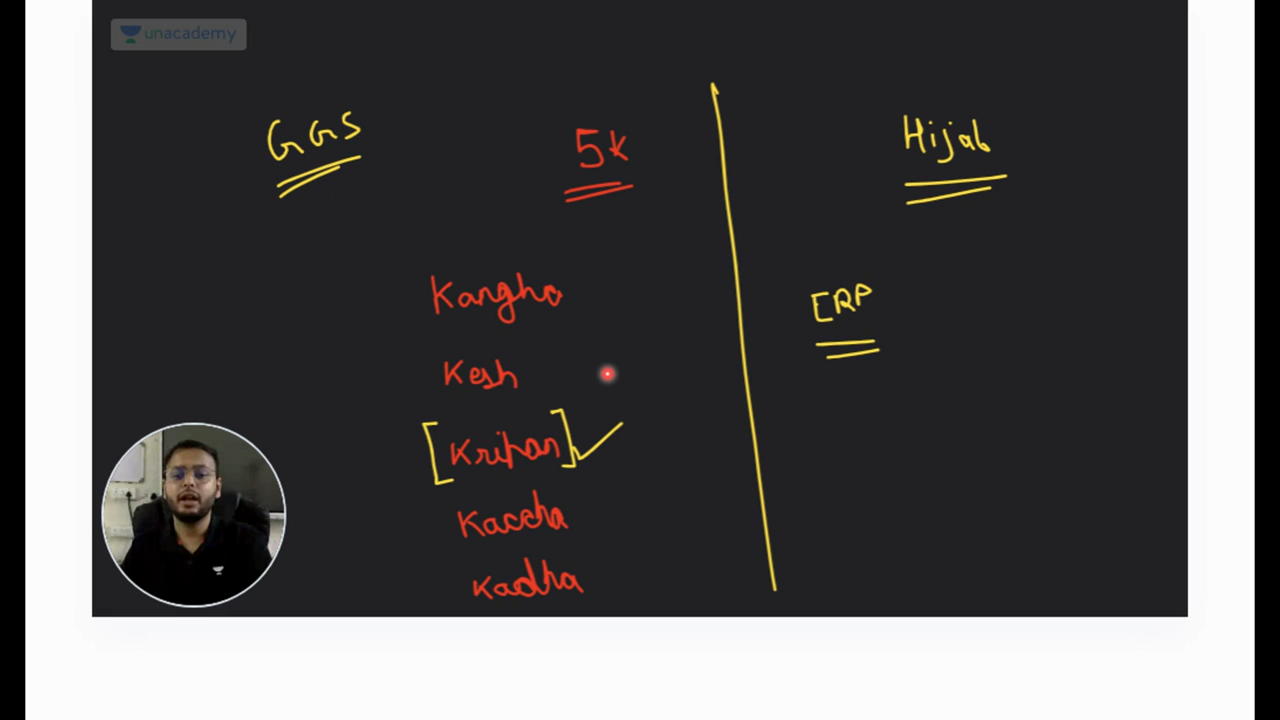 unacademy
GGS
5K
Hijab
Kangha
Kesh
ERP
[Kripan]
Kaccha
Kadha